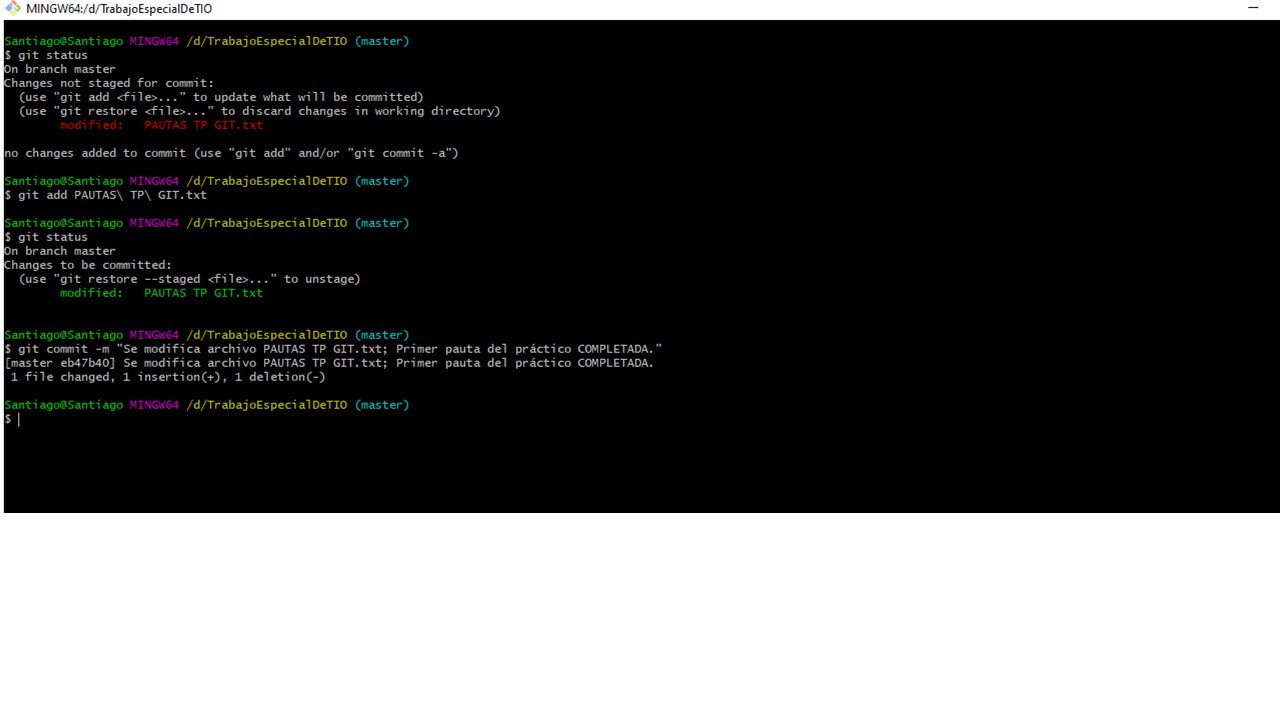 MINGW64:/d/TrabajoEspecialDeTIO
Santiago@Santiago MINGW64 /d/TrabajoEspecialDeTIO (master)
$ git status
On branch master
Changes not staged for commit:
  (use "git add <file>..." to update what will be committed)
  (use "git restore <file>..." to discard changes in working directory)
        modified:   PAUTAS TP GIT.txt
no changes added to commit (use "git add" and/or "git commit -a")
Santiago@Santiago MINGW64 /d/TrabajoEspecialDeTIO (master)
$ git add PAUTAS\ TP\ GIT.txt
Santiago@Santiago MINGW64 /d/TrabajoEspecialDeTIO (master)
$ git status
On branch master
Changes to be committed:
  (use "git restore --staged <file>..." to unstage)
        modified:   PAUTAS TP GIT.txt
Santiago@Santiago MINGW64 /d/TrabajoEspecialDeTIO (master)
$ git commit -m "Se modifica archivo PAUTAS TP GIT.txt; Primer pauta del práctico COMPLETADA."
[master eb47b40] Se modifica archivo PAUTAS TP GIT.txt; Primer pauta del práctico COMPLETADA.
 1 file changed, 1 insertion(+), 1 deletion(-)
Santiago@Santiago MINGW64 /d/TrabajoEspecialDeTIO (master)
$